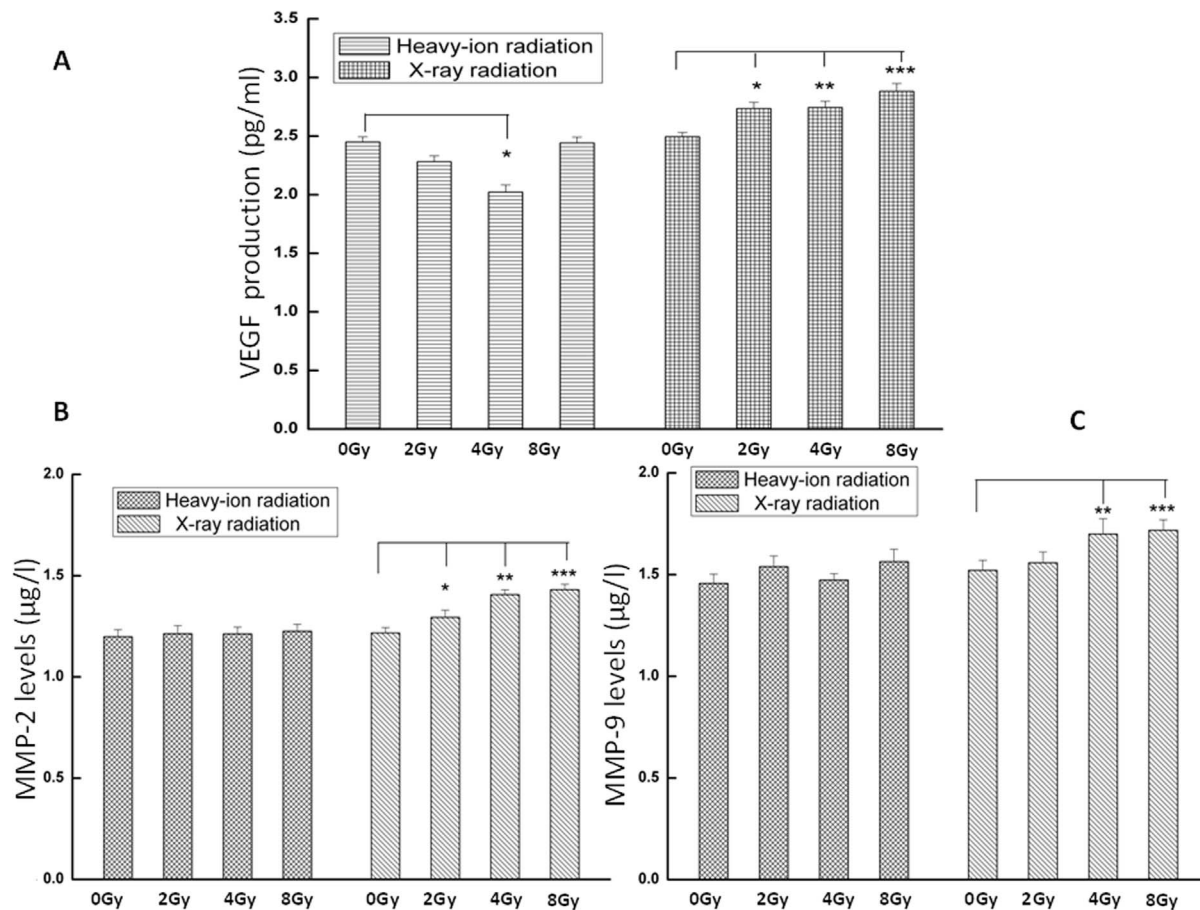 A
VEGF production (pg/ml)
3.5
3.0
2.5
2.0
1.5
1.0
0.5
0.0
Heavy-ion radiation
X-ray radiation
*
* ** ***
0Gy 2Gy 4Gy 8Gy 0Gy 2Gy 4Gy 8Gy
B
MMP-2 levels (μg/l)
2.0
1.5
1.0
0.5
0.0
Heavy-ion radiation
X-ray radiation
* ** ***
0Gy 2Gy 4Gy 8Gy 0Gy 2Gy 4Gy 8Gy
C
MMP-9 levels (μg/l)
2.0
1.5
1.0
0.5
0.0
Heavy-ion radiation
X-ray radiation
** ***
0Gy 2Gy 4Gy 8Gy 0Gy 2Gy 4Gy 8Gy